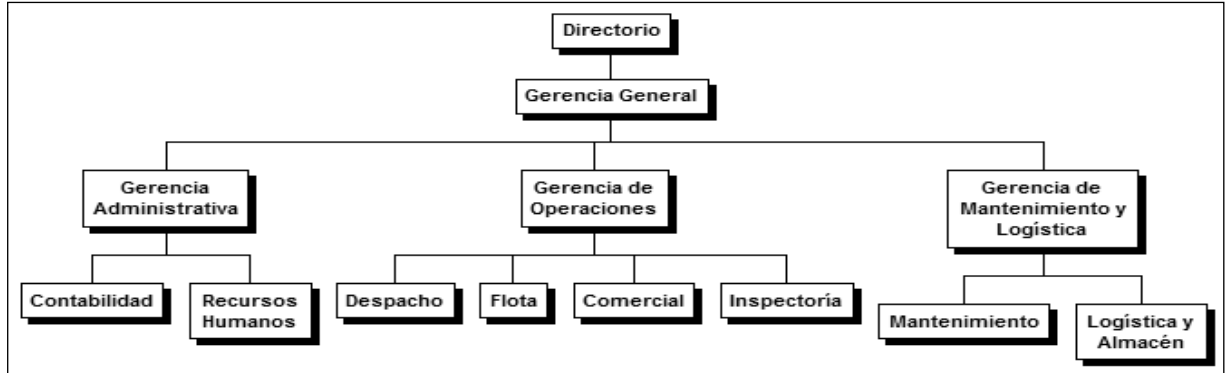 Directorio
Gerencia General
Gerencia
Administrativa
Gerencia de
Operaciones
Gerencia de
Mantenimiento y
Logística
Contabilidad
Recursos
Humanos
Despacho
Flota
Comercial
Inspectoría
Mantenimiento
Logística y
Almacén